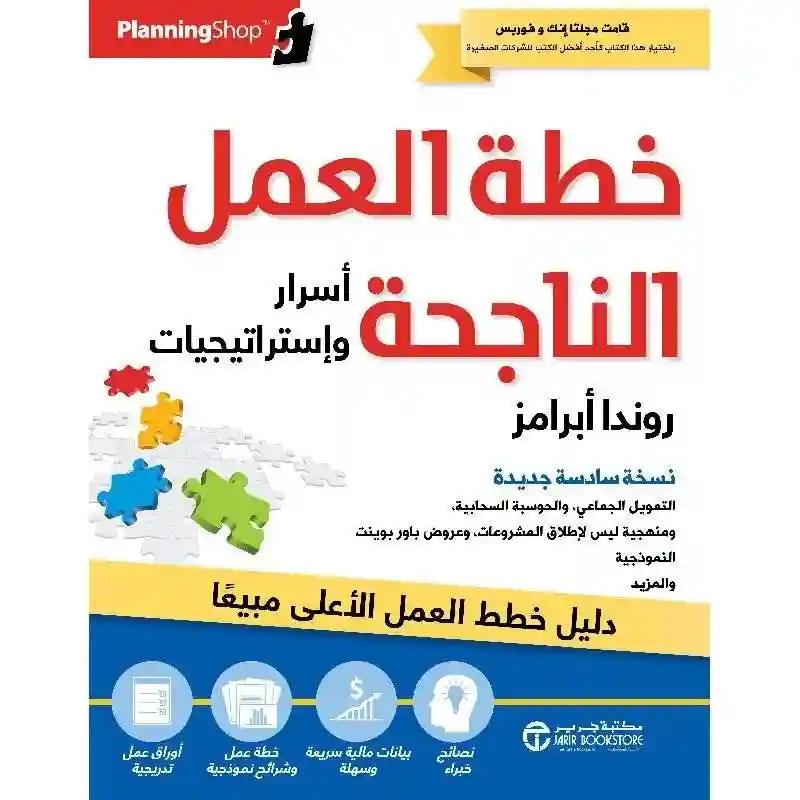 PlanningShop™
قامت مجلتا إنك و فوربس
باختيار هذا الكتاب كأحد أفضل الكتب للشركات الصغيرة
خطة العمل
الناجحة
أسرار
وإستراتيجيات
روندا أبرامز
نسخة سادسة جديدة
التمويل الجماعي، والحوسبة السحابية،
ومنهجية ليس لإطلاق المشروعات، وعروض باور بوينت
النموذجية
والمزيد
دليل خطط العمل الأعلى مبيعًا
نصائح
خبراء
بيانات مالية سريعة
وسهلة
خطة عمل
وشرائح نموذجية
أوراق عمل
تدريجية
مكتبة جرير
JARIR BOOKSTORE